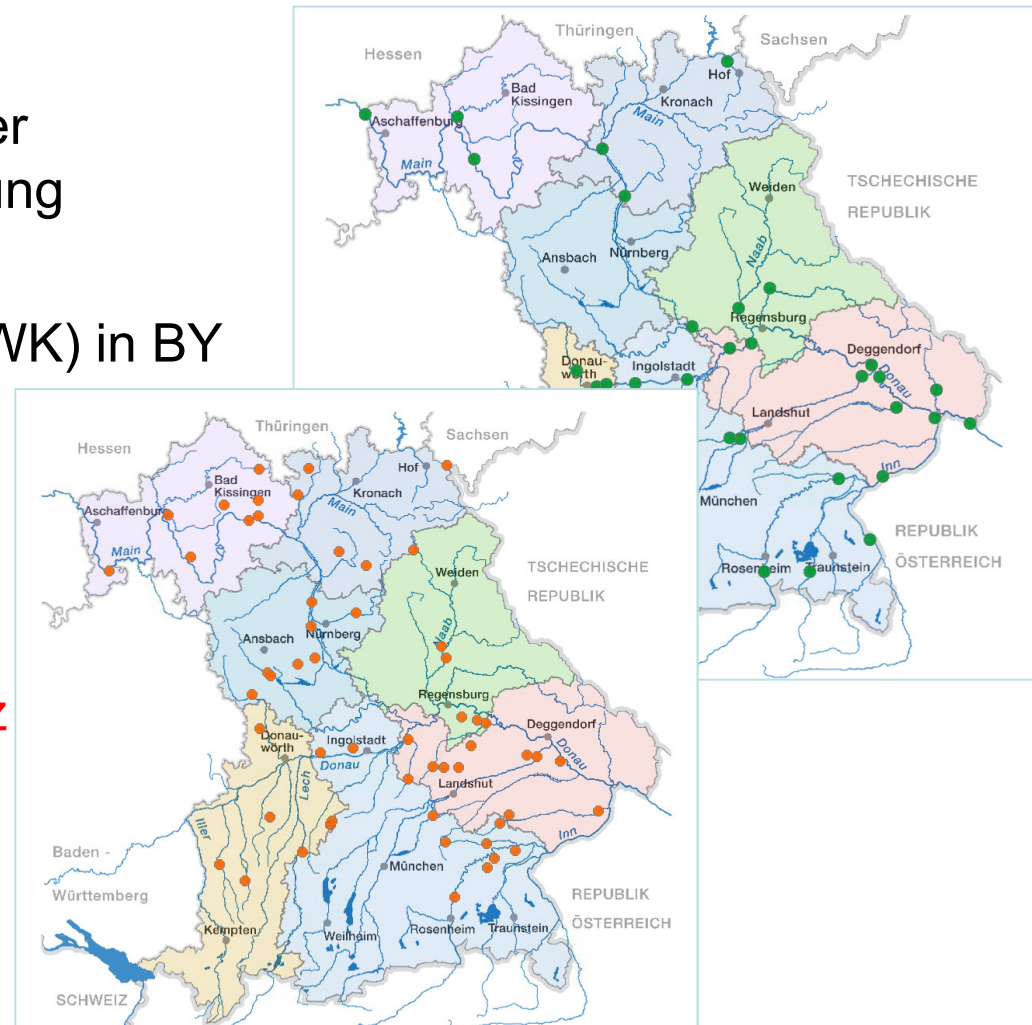 er
ung
WK) in BY
z
Thüringen
Sachsen
Hessen
Hof
Bad
Kissingen
Kronach
Aschaffenburg
Main
Main
TSCHECHISCHE
REPUBLIK
Weiden
Nürnberg
Ansbach
Naab
Regensburg
Deggendorf
Donau-
wörth
Ingolstadt
Donau
Landshut
Inn
München
REPUBLIK
ÖSTERREICH
Rosenheim
Traunstein
Thüringen
Sachsen
Hessen
Hof
Bad
Kissingen
Kronach
Aschaffenburg
Main
Main
TSCHECHISCHE
REPUBLIK
Weiden
Nürnberg
Ansbach
Naab
Regensburg
Deggendorf
Donau-
wörth
Ingolstadt
Donau
Donau
Lech
Landshut
Iller
Inn
Baden -
Württemberg
München
REPUBLIK
ÖSTERREICH
Kempten
Weilheim
Rosenheim
Traunstein
SCHWEIZ